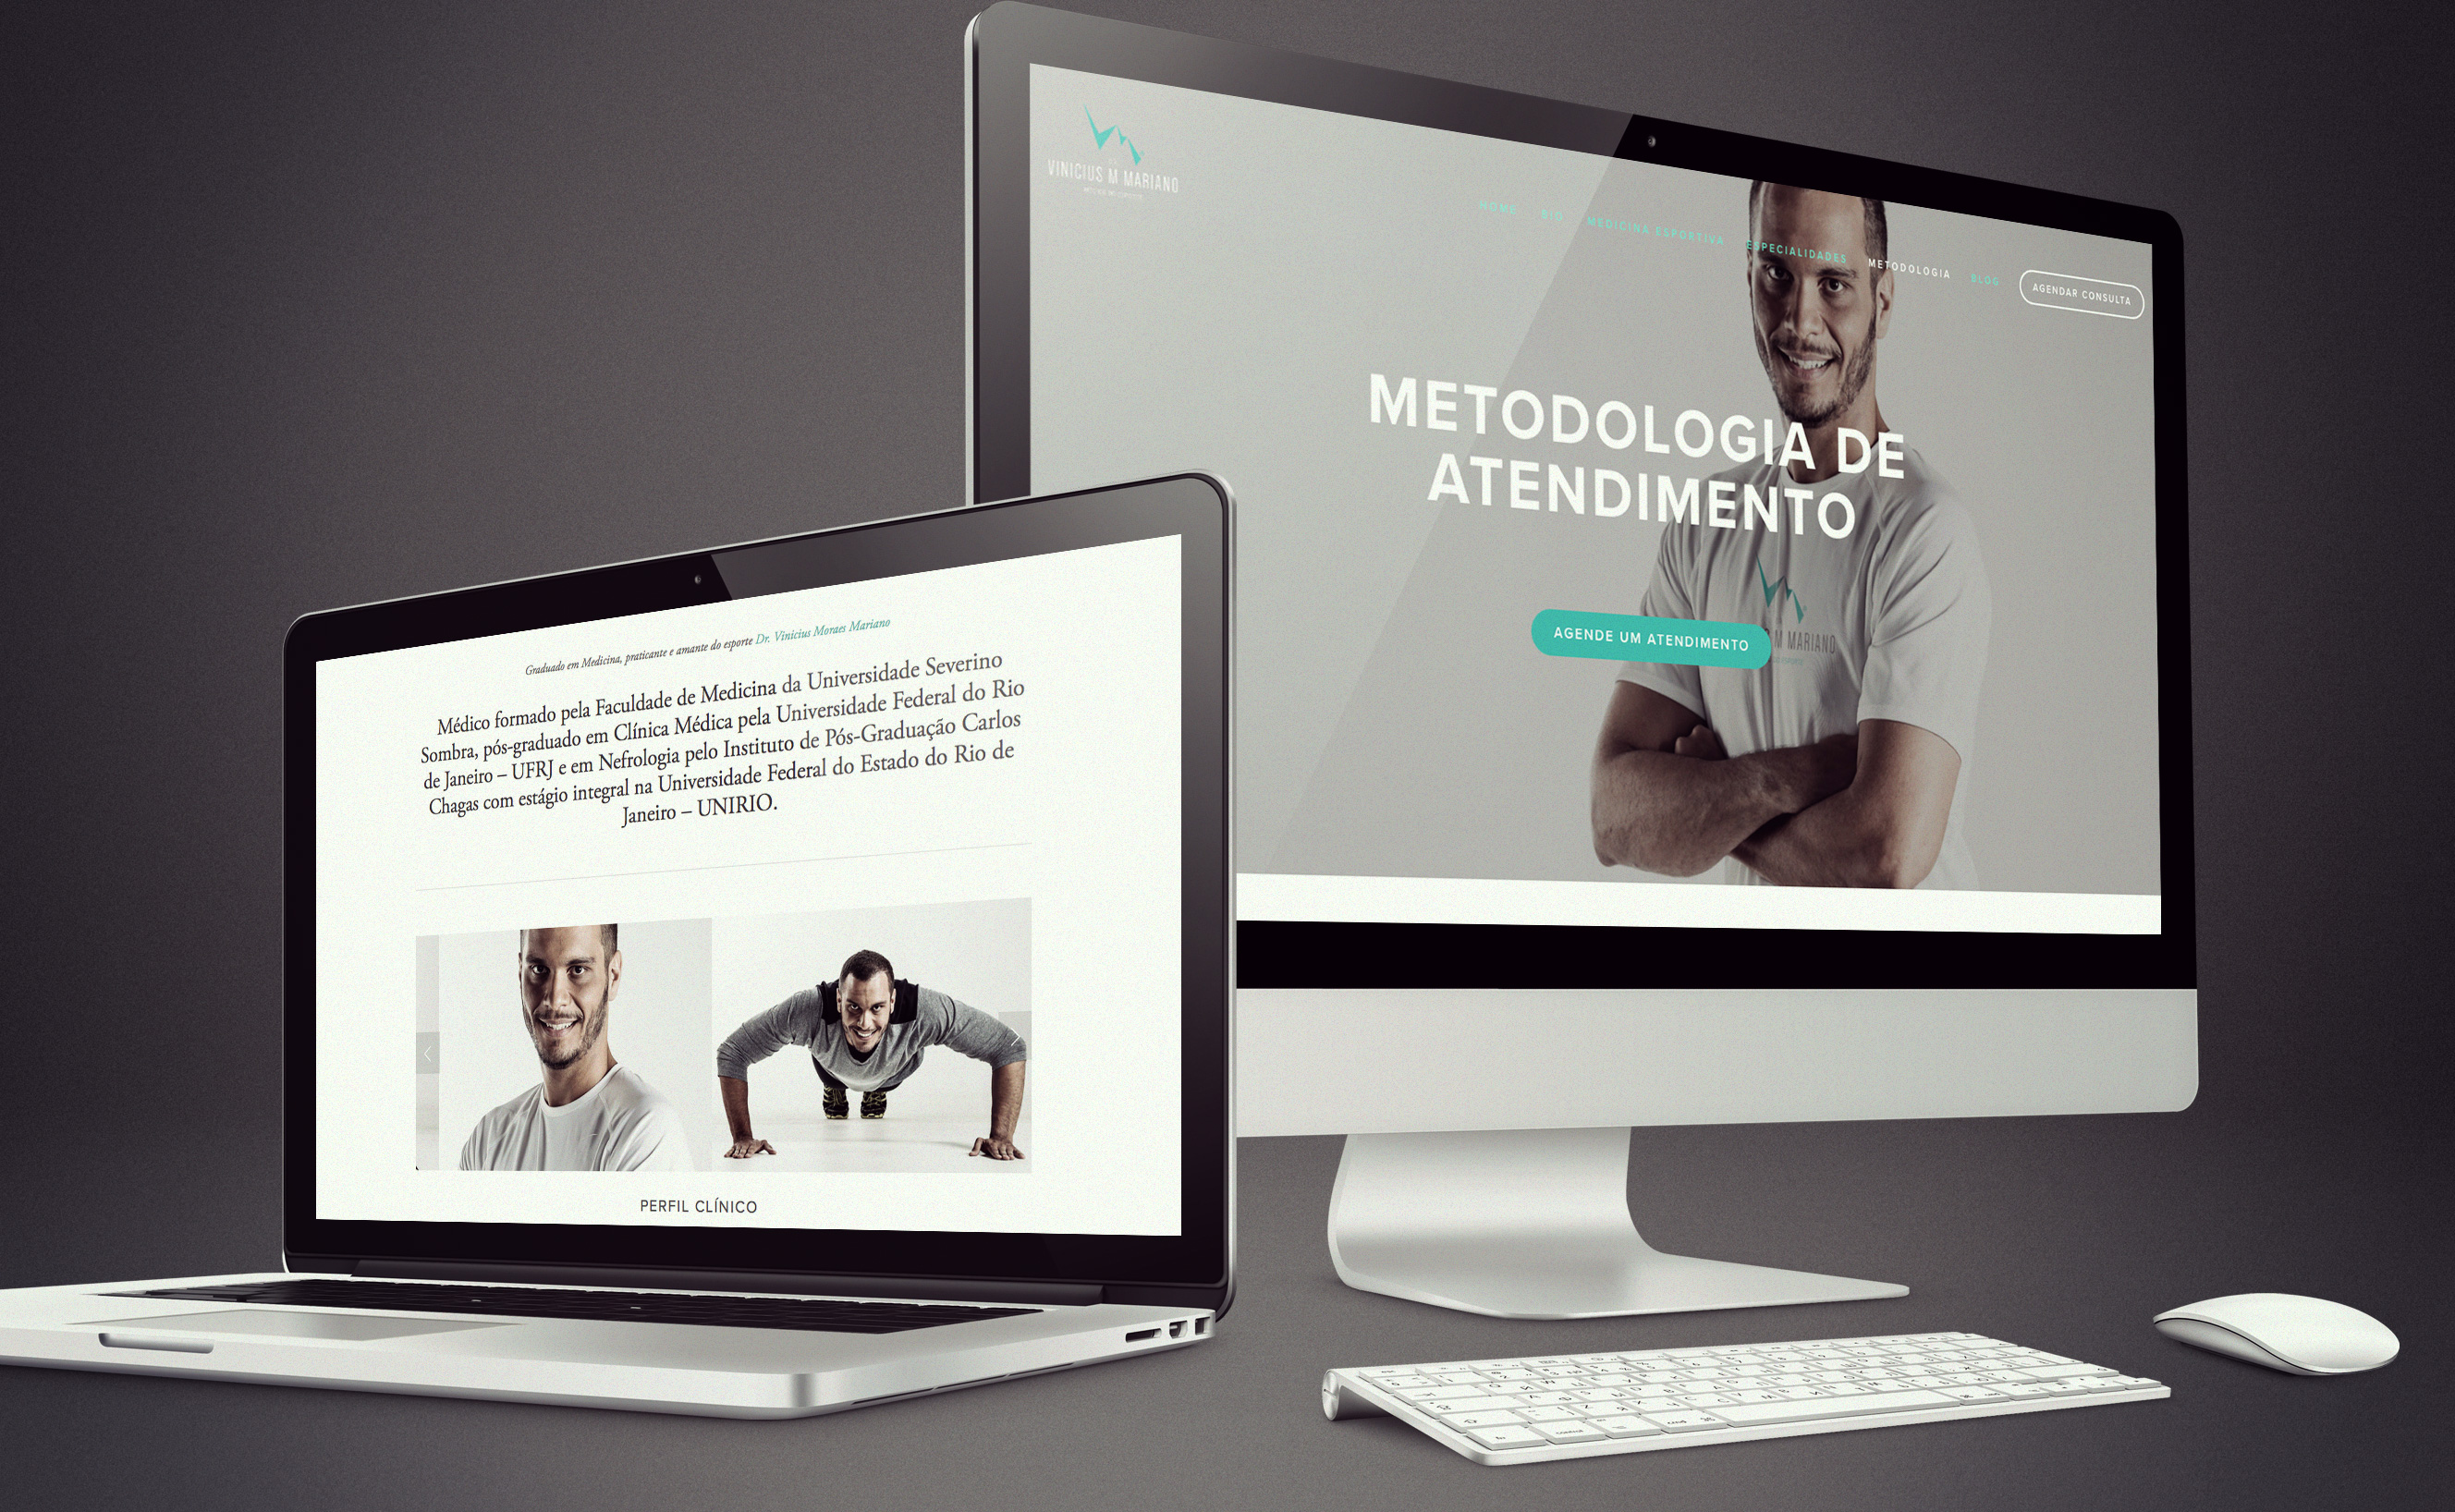 VINICIUS M MARIANO
HOME BIO MEDICINA ESPORTIVA ESPECIALIDADES METODOLOGIA BLOG AGENDAR CONSULTA
METODOLOGIA DE
ATENDIMENTO
AGENDE UM ATENDIMENTO
M MARIANO
Graduado em Medicina, praticante e amante do esporte Dr. Vinicius Moraes Mariano
Médico formado pela Faculdade de Medicina da Universidade Severino
Sombra, pós-graduado em Clínica Médica pela Universidade Federal do Rio
de Janeiro – UFRJ e em Nefrologia pelo Instituto de Pós-Graduação Carlos
Chagas com estágio integral na Universidade Federal do Estado do Rio de
Janeiro – UNIRIO.
PERFIL CLÍNICO